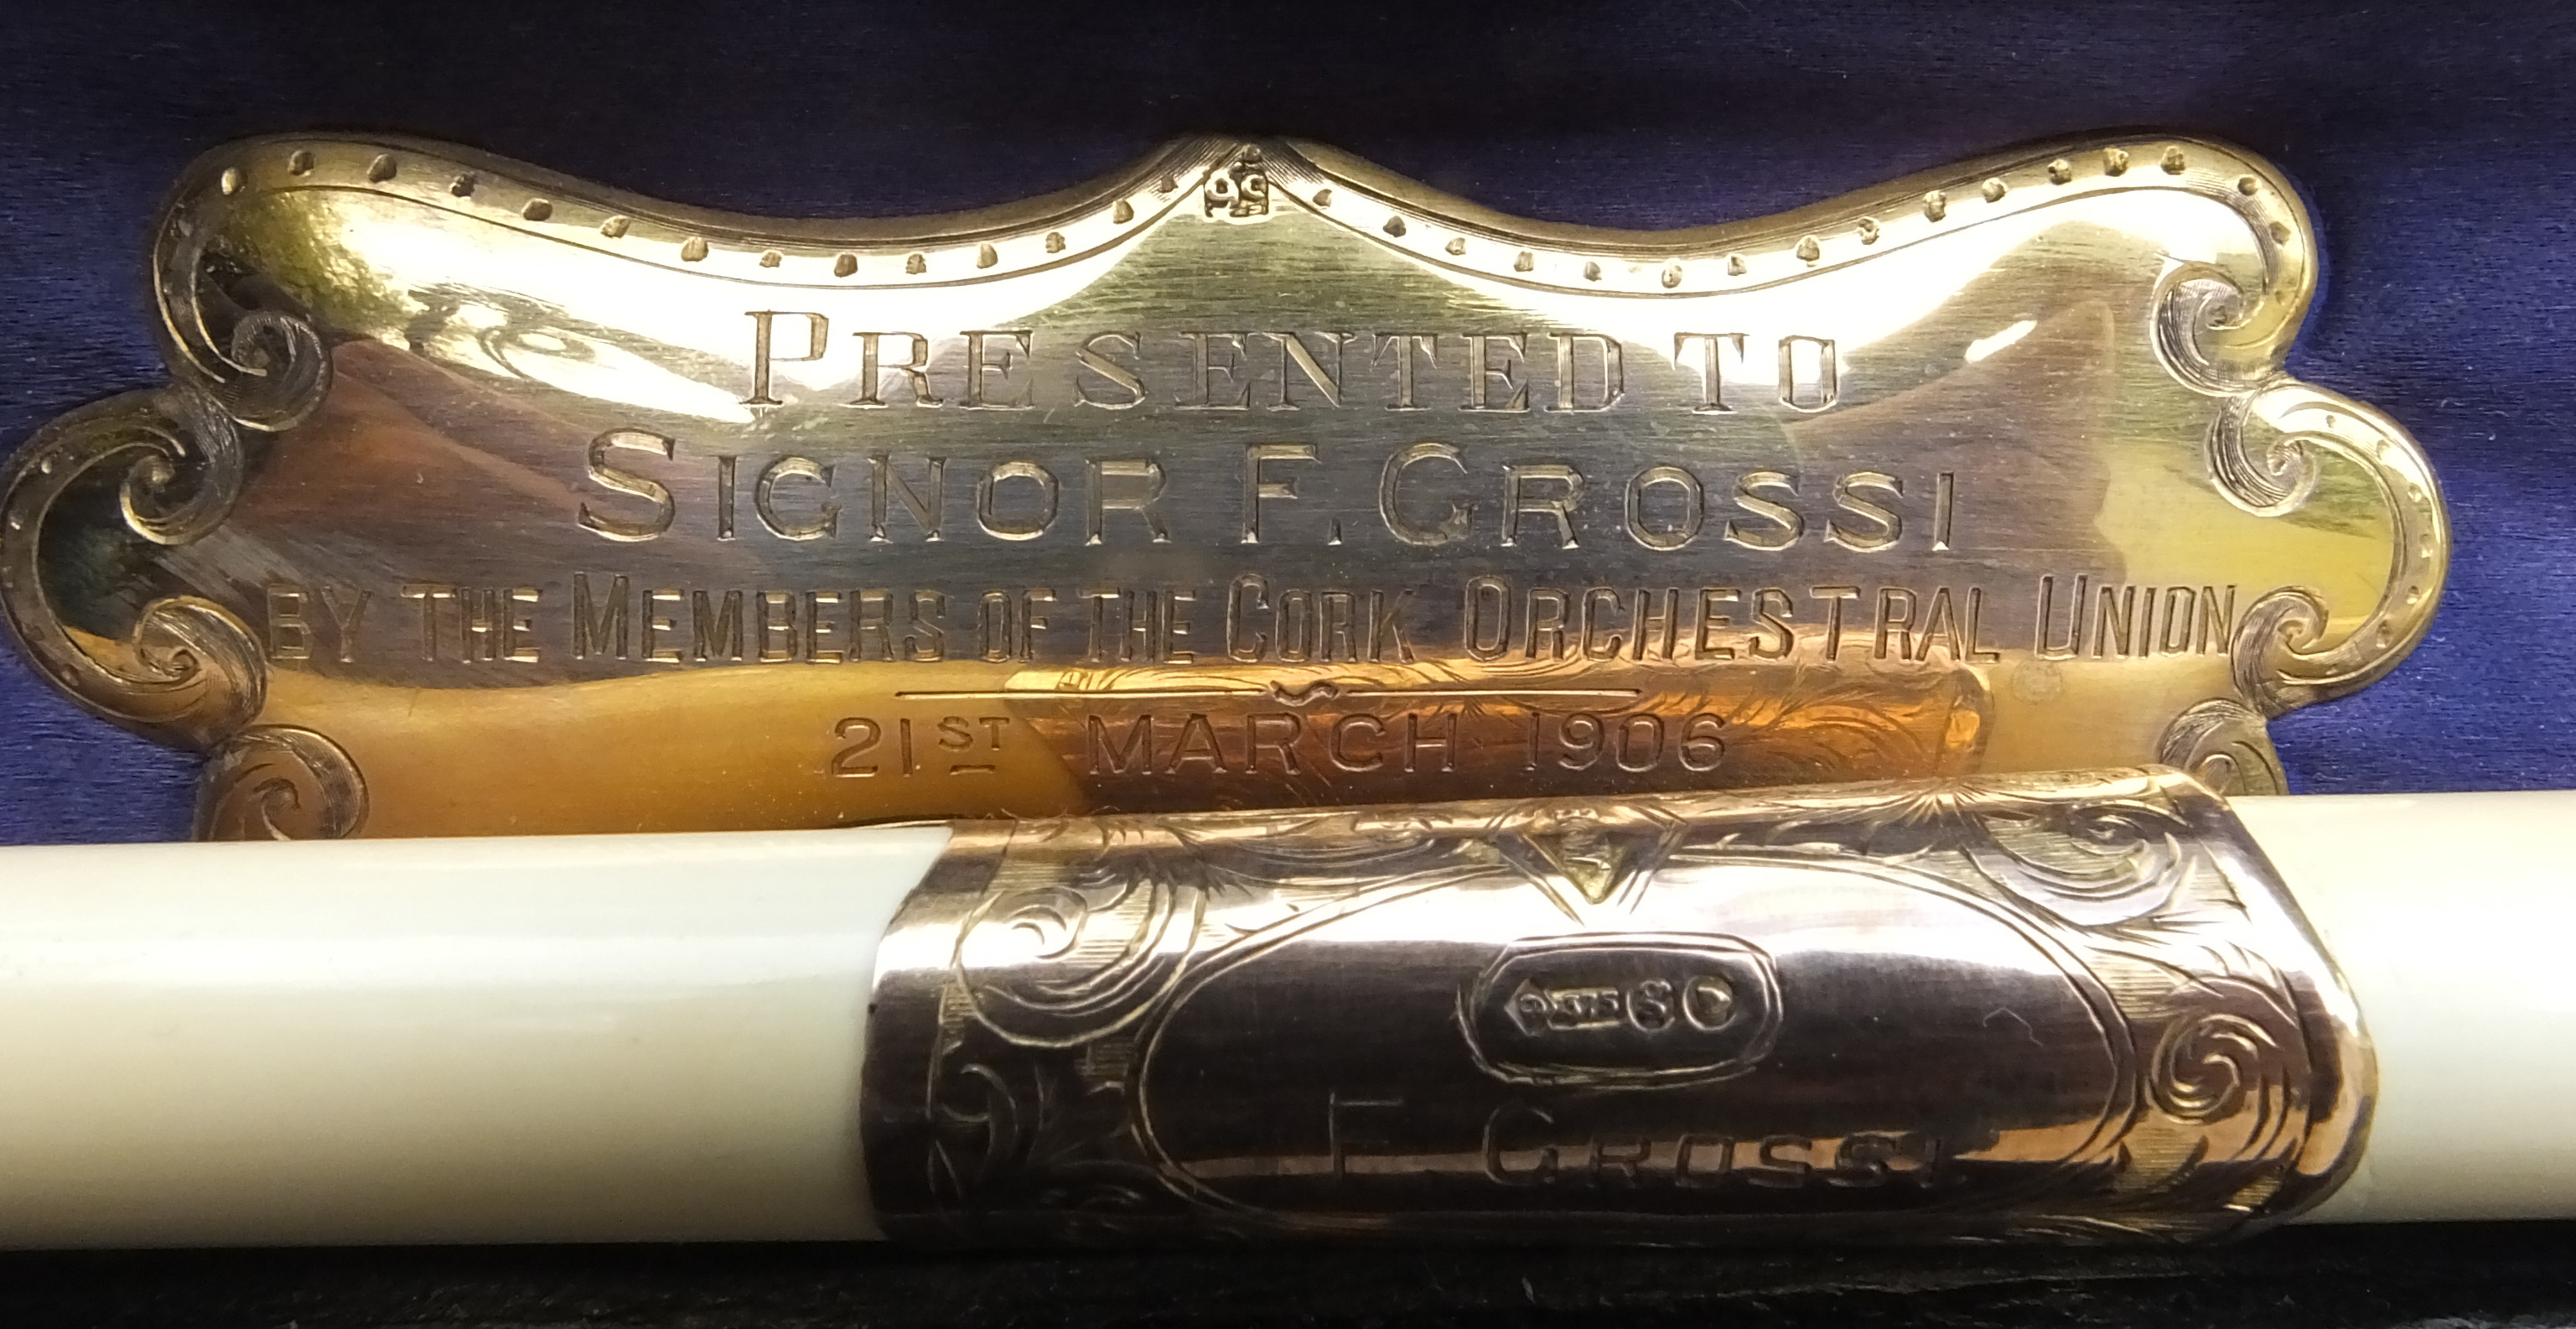 PRESENTED TO
SIGNOR F. GROSSI
BY THE MEMBERS OF THE CORK ORCHESTRAL UNION
21ST MARCH 1906
F. GROSSI